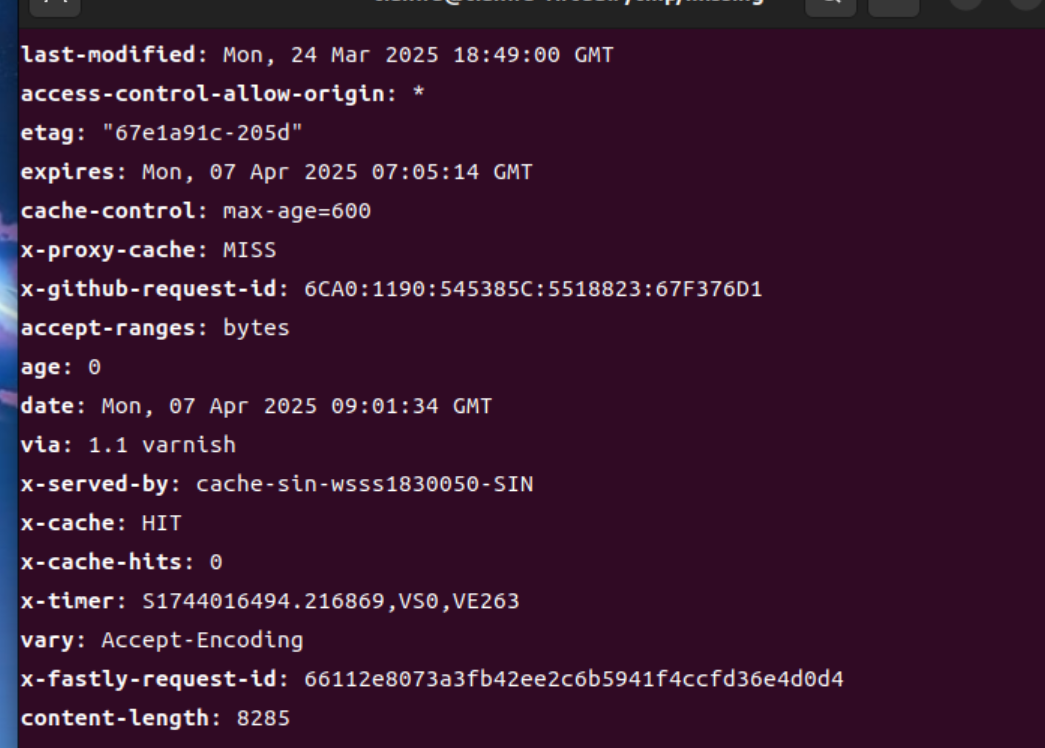 last-modified: Mon, 24 Mar 2025 18:49:00 GMT
access-control-allow-origin: *
etag: "67e1a91c-205d"
expires: Mon, 07 Apr 2025 07:05:14 GMT
cache-control: max-age=600
x-proxy-cache: MISS
x-github-request-id: 6CA0:1190:545385C:5518823:67F376D1
accept-ranges: bytes
age: 0
date: Mon, 07 Apr 2025 09:01:34 GMT
via: 1.1 varnish
x-served-by: cache-sin-wsss1830050-SIN
x-cache: HIT
x-cache-hits: 0
x-timer: S1744016494.216869,VS0,VE263
vary: Accept-Encoding
x-fastly-request-id: 66112e8073a3fb42ee2c6b5941f4ccfd36e4d0d4
content-length: 8285